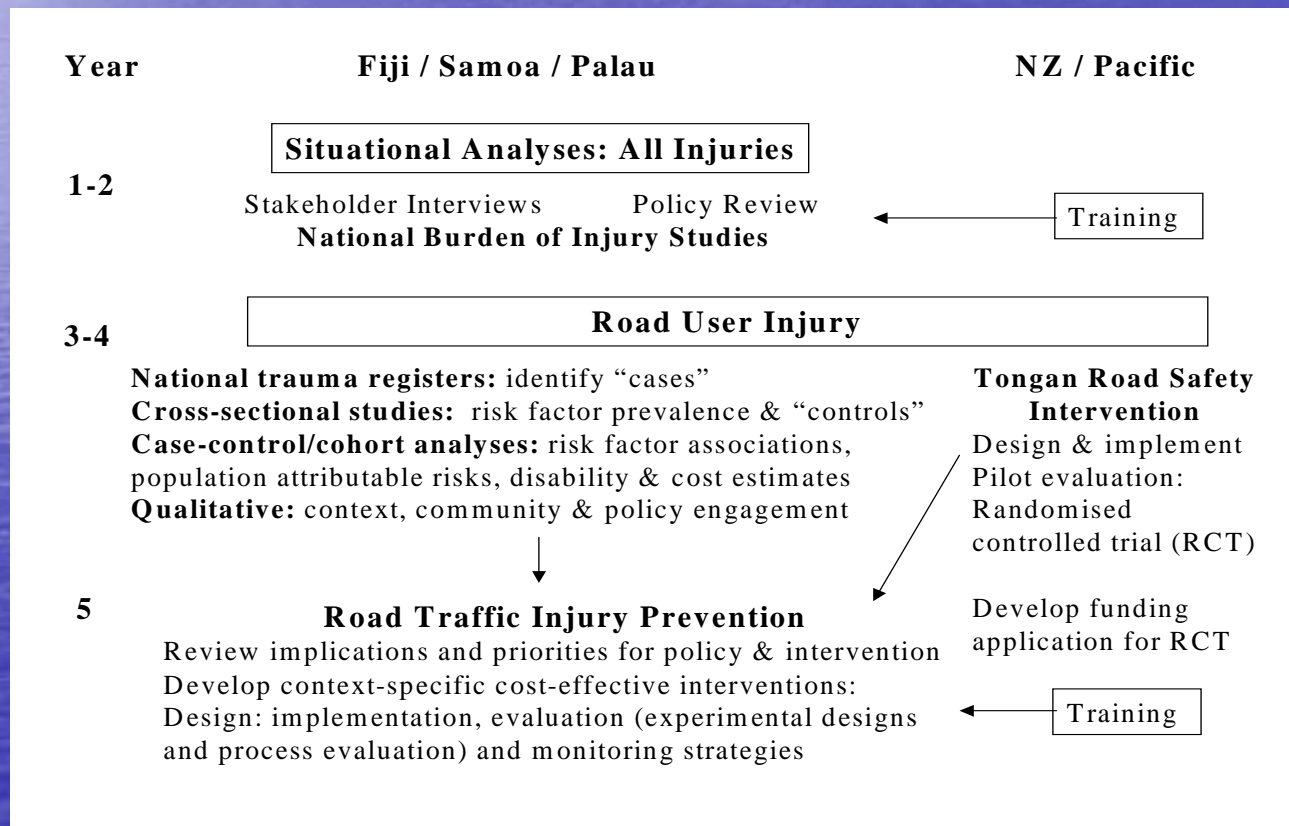 Year Fiji / Samoa / Palau NZ / Pacific
Situational Analyses: All Injuries
1-2
Stakeholder Interviews Policy Review
National Burden of Injury Studies
Training
Road User Injury
3-4
National trauma registers: identify “cases”
Cross-sectional studies: risk factor prevalence & “controls”
Case-control/cohort analyses: risk factor associations,
population attributable risks, disability & cost estimates
Qualitative: context, community & policy engagement
Tongan Road Safety
Intervention
Design & implement
Pilot evaluation:
Randomised
controlled trial (RCT)
Develop funding
application for RCT
5
Road Traffic Injury Prevention
Review implications and priorities for policy & intervention
Develop context-specific cost-effective interventions:
Design: implementation, evaluation (experimental designs
and process evaluation) and monitoring strategies
Training